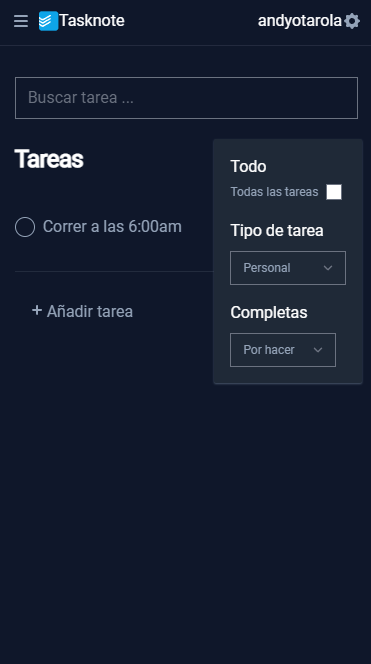 Tasknote
andyotarola
Buscar tarea ...
Tareas
Todo
Todas las tareas
Tipo de tarea
Personal
Completas
Por hacer
Correr a las 6:00am
+ Añadir tarea